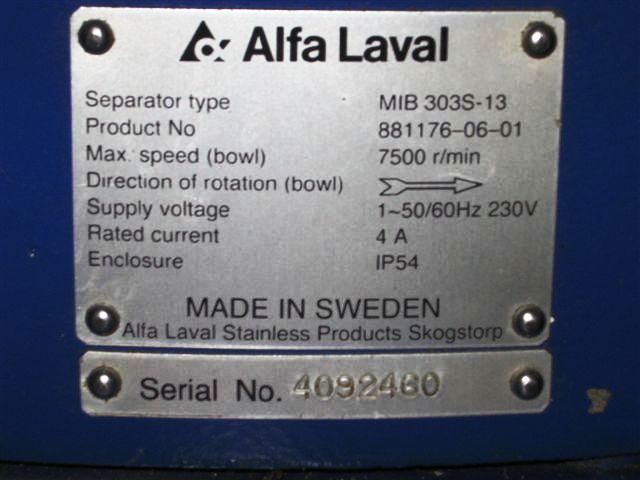 Alfa Laval
Separator type MIB 303S-13
Product No 881176-06-01
Max. speed (bowl) 7500 r/min
Direction of rotation (bowl)
Supply voltage 1~50/60Hz 230V
Rated current 4 A
Enclosure IP54
MADE IN SWEDEN
Alfa Laval Stainless Products Skogstorp
Serial No. 4092460